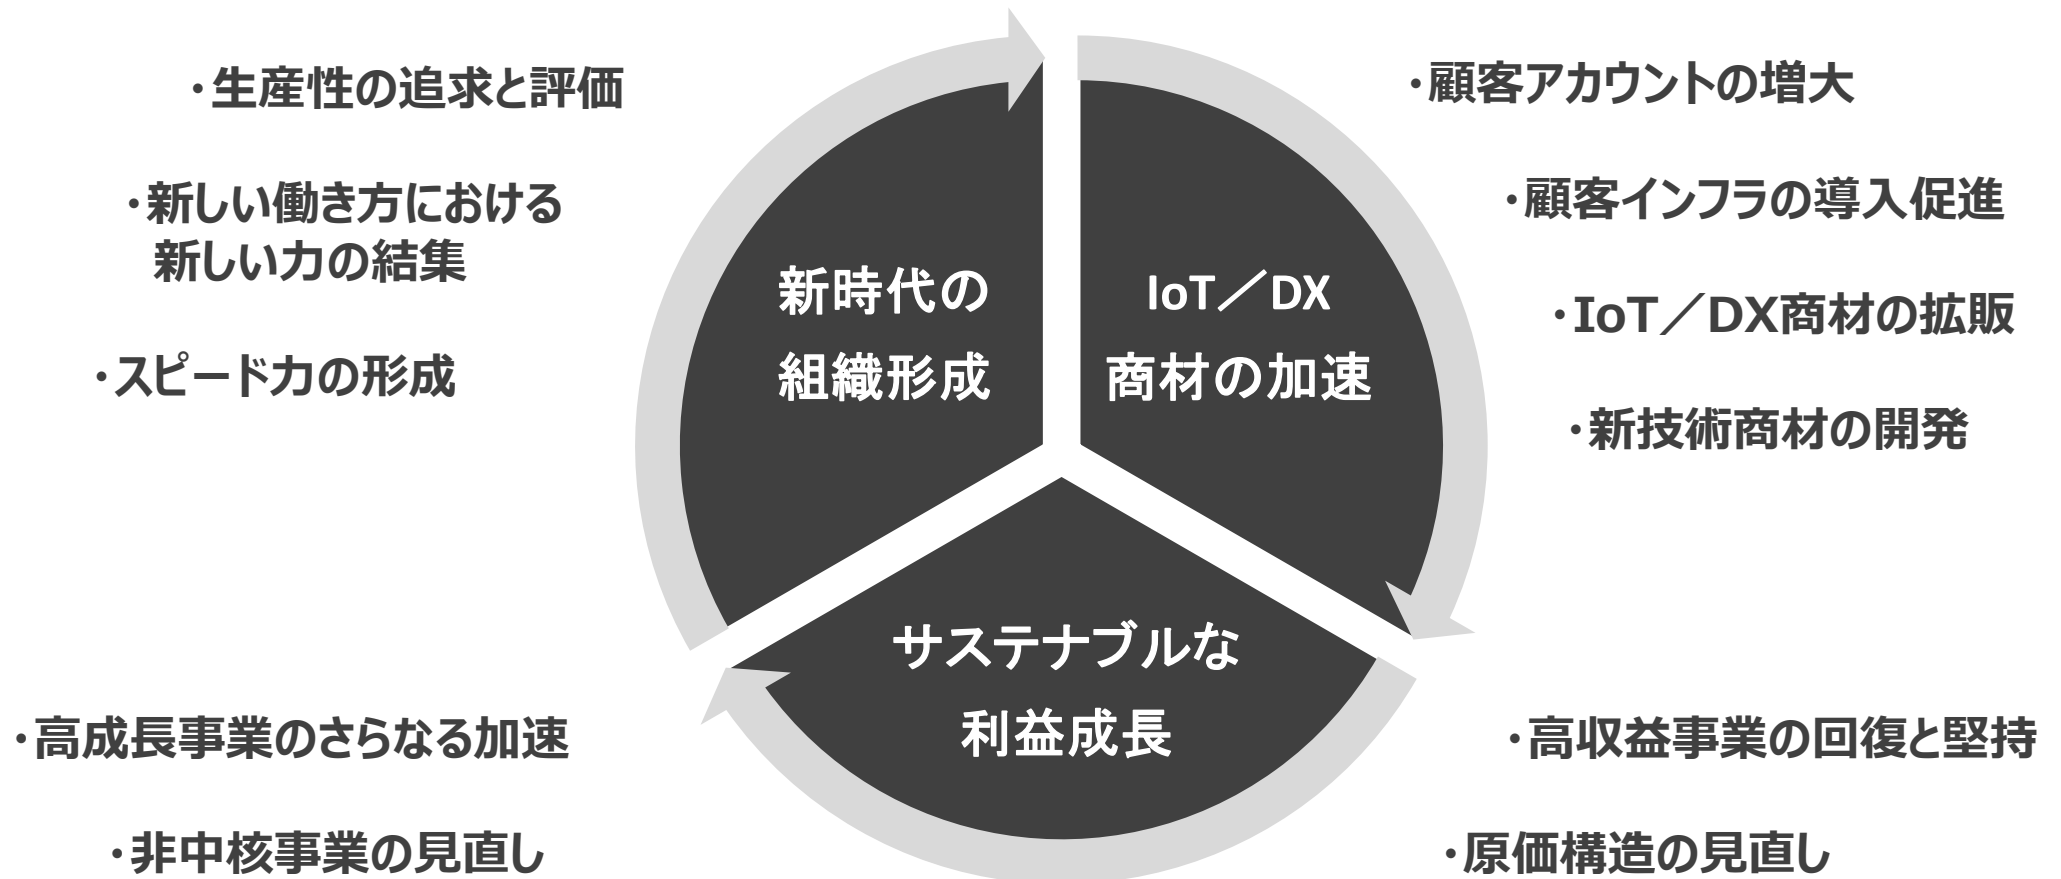 ・生産性の追求と評価
・新しい働き方における
新しい力の結集
・スピード力の形成
新時代の
組織形成
IoT／DX
商材の加速
・顧客アカウントの増大
・顧客インフラの導入促進
・IoT／DX商材の拡販
・新技術商材の開発
サステナブルな
利益成長
・高成長事業のさらなる加速
・非中核事業の見直し
・高収益事業の回復と堅持
・原価構造の見直し